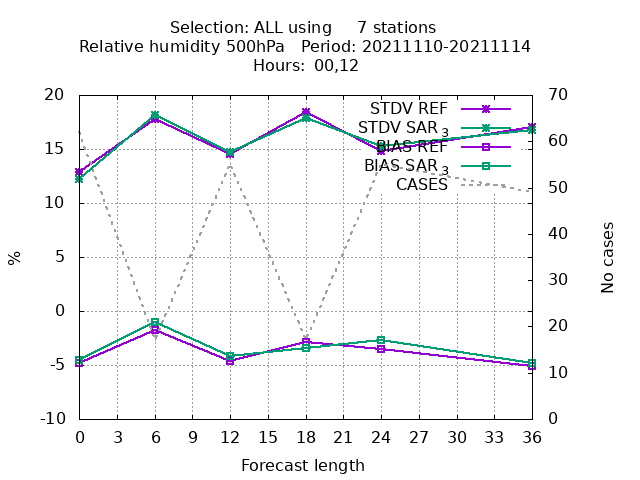 Selection: ALL using 7 stations
Relative humidity 500hPa Period: 20211110-20211114
Hours: 00,12
STDV REF
STDV SAR 3
BIAS REF
BIAS SAR 3
CASES
20
15
10
5
0
-5
-10
%
70
60
50
40
30
20
10
0
No cases
0 3 6 9 12 15 18 21 24 27 30 33 36
Forecast length